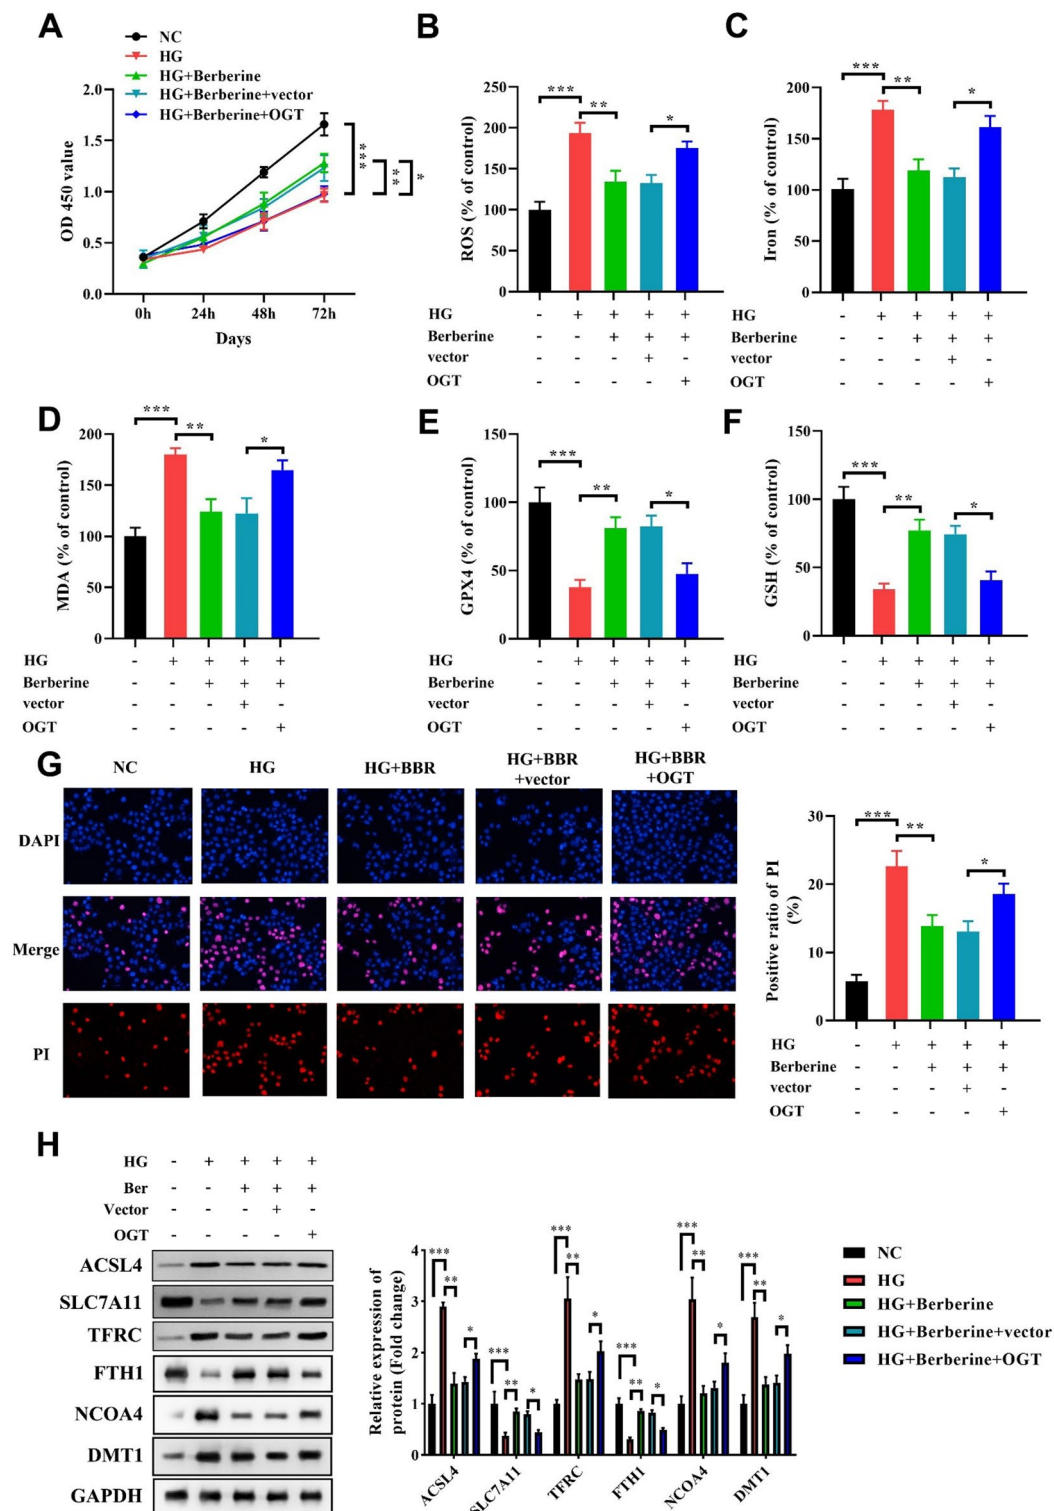 A
NC
HG
HG+Berberine
HG+Berberine+vector
HG+Berberine+OGT
OD 450 value
2.0
1.5
1.0
0.5
0.0
0h 24h 48h 72h
Days
***
**
*
B
ROS (% of control)
250
200
150
100
50
0
*** ** *
HG - + + + +
Berberine - - + + +
vector - - - + -
OGT - - - - +
C
Iron (% of control)
200
150
100
50
0
*** ** *
HG - + + + +
Berberine - - + + +
vector - - - + -
OGT - - - - +
D
MDA (% of control)
200
150
100
50
0
*** ** *
HG - + + + +
Berberine - - + + +
vector - - - + -
OGT - - - - +
E
GPX4 (% of control)
150
100
50
0
*** ** *
HG - + + + +
Berberine - - + + +
vector - - - + -
OGT - - - - +
F
GSH (% of control)
150
100
50
0
*** ** *
HG - + + + +
Berberine - - + + +
vector - - - + -
OGT - - - - +
G
NC HG HG+BBR HG+BBR +vector HG+BBR +OGT
DAPI
Merge
PI
Positive ratio of PI
(%)
30
20
10
0
*** ** *
HG - + + + +
Berberine - - + + +
vector - - - + -
OGT - - - - +
H
HG - + + + +
Ber - - + + +
Vector - - - + -
OGT - - - - +
ACSL4
SLC7A11
TFRC
FTH1
NCOA4
DMT1
GAPDH
Relative expression of
protein (Fold change)
4
3
2
1
0
*** ** *
*** ** *
*** ** *
*** ** *
*** ** *
*** ** *
ACSL4 SLC7A11 TFRC FTH1 NCOA4 DMT1
NC
HG
HG+Berberine
HG+Berberine+vector
HG+Berberine+OGT